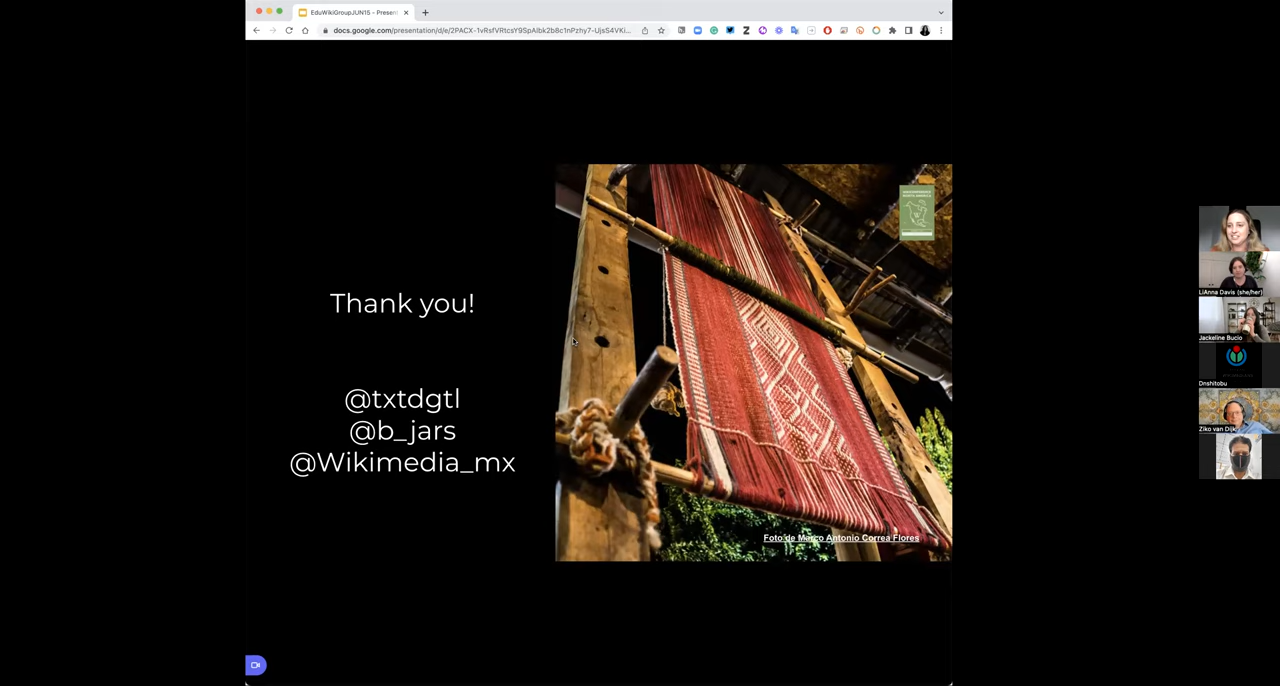 EduWikiGroupJUN15 - Present
docs.google.com/presentation/d/e/2PACX-1vRsfVRtcsY9SpAlbk2b8c1nPzhy7-UjsS4VKi...
Thank you!
@txtdgtl
@b_jars
@Wikimedia_mx
Foto de Marco Antonio Correa Flores
LiAnna Davis (she/her)
Jackeline Bucio
Dnshitobu
Ziko van Dijk